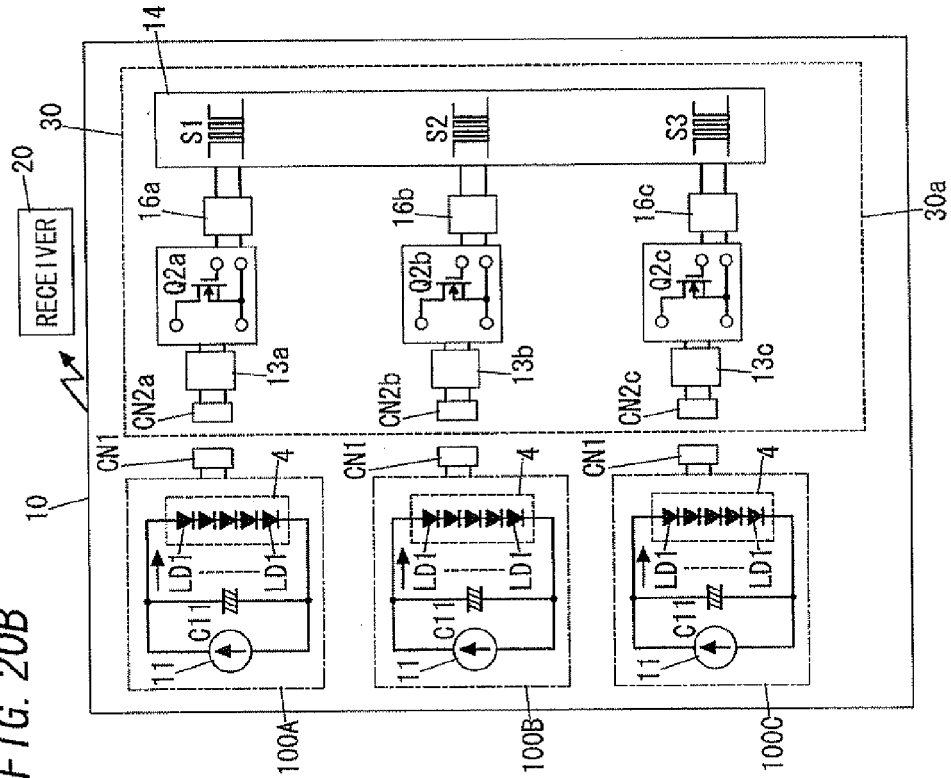 FIG. 20B
RECEIVER
20
10
30
14
100A
11
C11
LD1
LD1
4
CN1
CN2a
13a
Q2a
16a
S1
100B
11
C11
LD1
LD1
4
CN1
CN2b
13b
Q2b
16b
S2
100C
11
C11
LD1
LD1
4
CN1
CN2c
13c
Q2c
16c
S3
30a